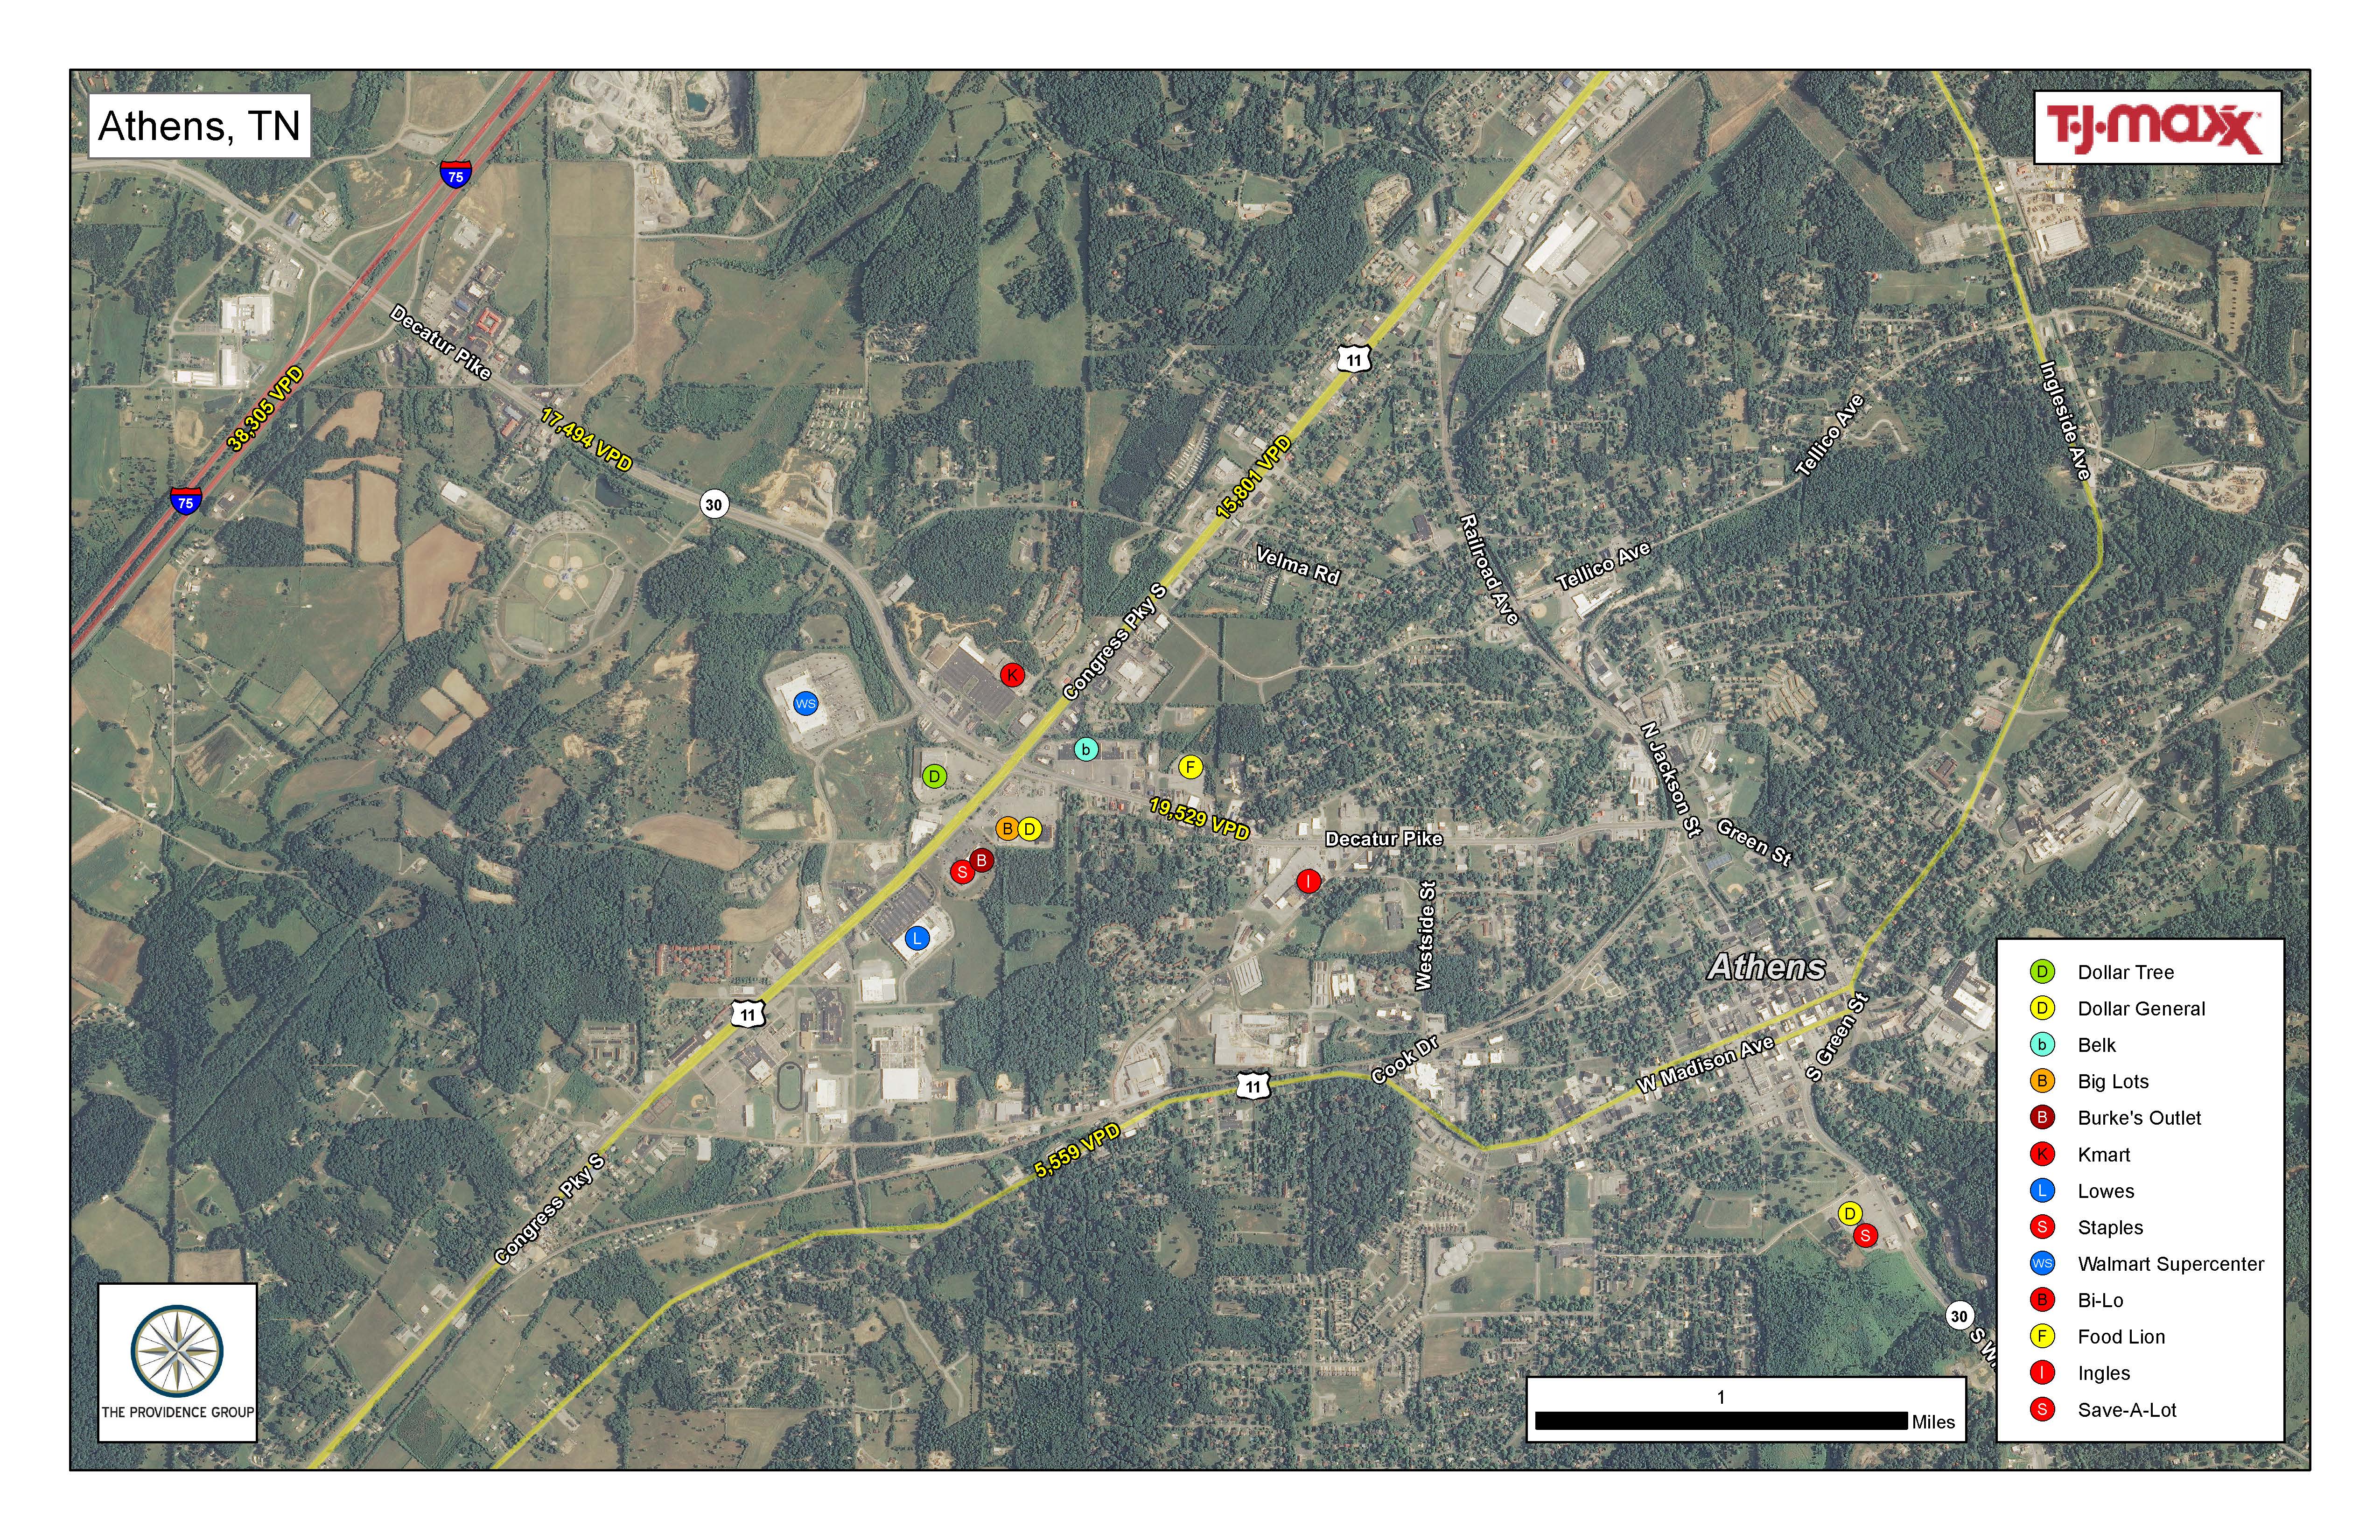 Athens, TN
T·J·maxx
75
Decatur Pike
38,305 VPD
17,494 VPD
75
30
11
15,801 VPD
Velma Rd
Railroad Ave
Tellico Ave
Tellico Ave
Ingleside Ave
Congress Pky S
K
WS
b
D
F
B
D
19,529 VPD
Decatur Pike
N Jackson St
Green St
B
S
I
L
Westside St
Athens
11
Cook Dr
11
W Madison Ave
S Green St
5,559 VPD
Congress Pky S
D
S
30
D Dollar Tree
D Dollar General
b Belk
B Big Lots
B Burke's Outlet
K Kmart
L Lowes
S Staples
WS Walmart Supercenter
B Bi-Lo
F Food Lion
I Ingles
S Save-A-Lot
THE PROVIDENCE GROUP
1
Miles